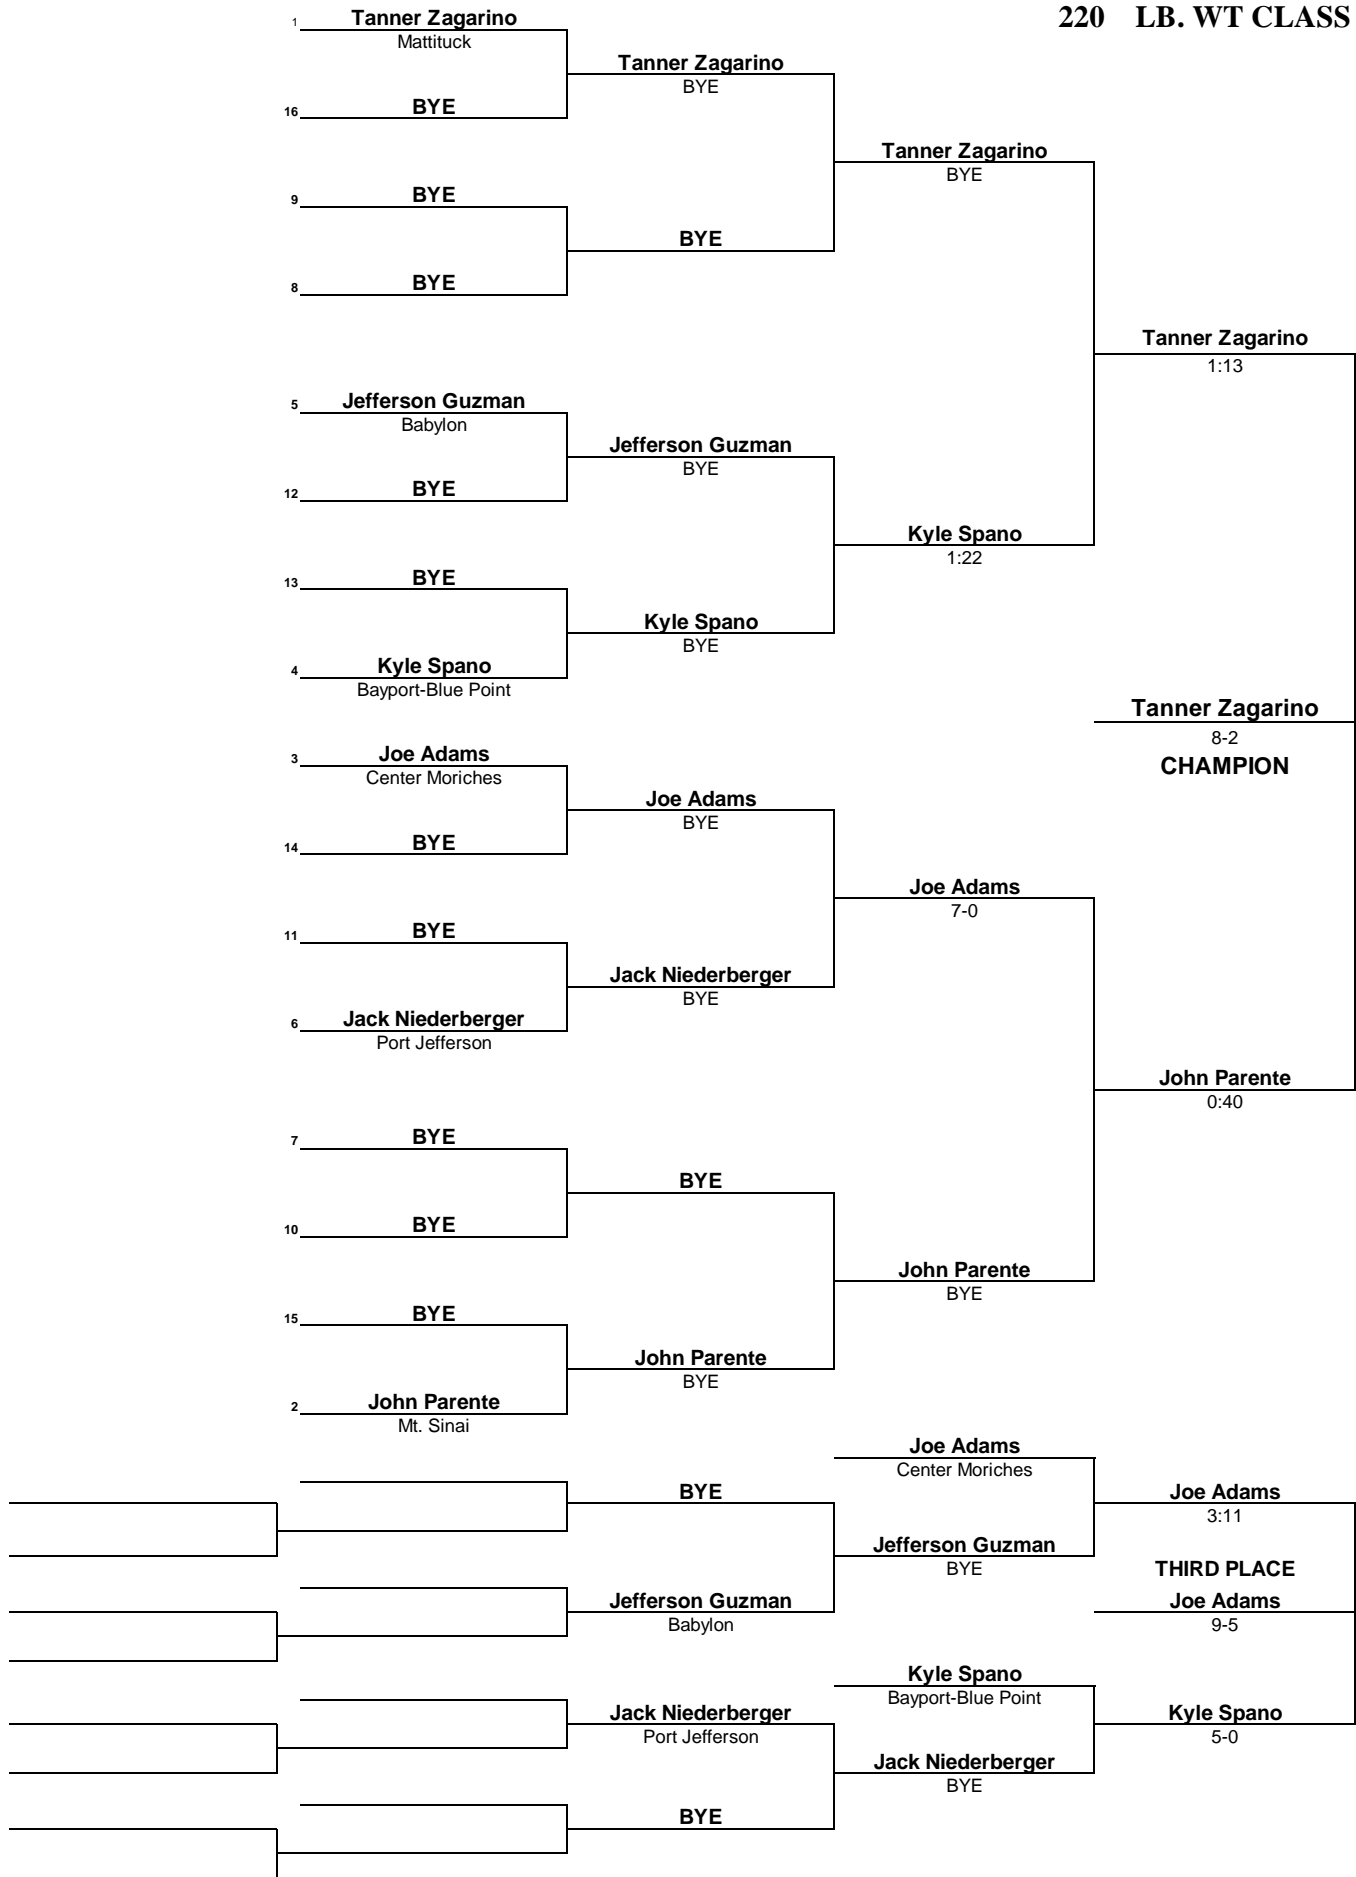 220 LB. WT CLASS
1 Tanner Zagarino
Mattituck
Tanner Zagarino
BYE
16 BYE
Tanner Zagarino
BYE
9 BYE
BYE
8 BYE
Tanner Zagarino
1:13
5 Jefferson Guzman
Babylon
Jefferson Guzman
BYE
12 BYE
Kyle Spano
1:22
13 BYE
Kyle Spano
BYE
4 Kyle Spano
Bayport-Blue Point
Tanner Zagarino
8-2
CHAMPION
3 Joe Adams
Center Moriches
Joe Adams
BYE
14 BYE
Joe Adams
7-0
11 BYE
Jack Niederberger
BYE
6 Jack Niederberger
Port Jefferson
John Parente
0:40
7 BYE
BYE
10 BYE
John Parente
BYE
15 BYE
John Parente
BYE
2 John Parente
Mt. Sinai
Joe Adams
Center Moriches
BYE
Joe Adams
3:11
Jefferson Guzman
BYE
THIRD PLACE
Jefferson Guzman
Babylon
Joe Adams
9-5
Kyle Spano
Bayport-Blue Point
Jack Niederberger
Port Jefferson
Kyle Spano
5-0
Jack Niederberger
BYE
BYE